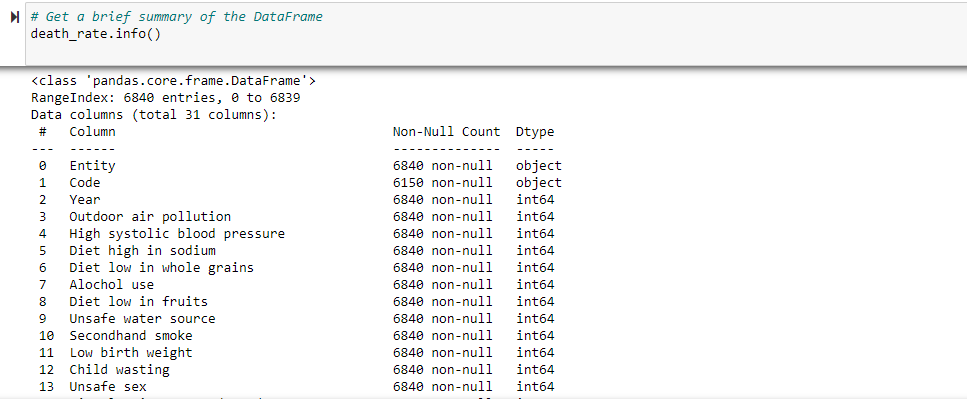 # Get a brief summary of the DataFrame
death_rate.info()
<class 'pandas.core.frame.DataFrame'>
RangeIndex: 6840 entries, 0 to 6839
Data columns (total 31 columns):
 #   Column                                    Non-Null Count  Dtype
---  ------                                    --------------  -----
 0   Entity                                    6840 non-null   object
 1   Code                                      6150 non-null   object
 2   Year                                      6840 non-null   int64
 3   Outdoor air pollution                     6840 non-null   int64
 4   High systolic blood pressure              6840 non-null   int64
 5   Diet high in sodium                       6840 non-null   int64
 6   Diet low in whole grains                  6840 non-null   int64
 7   Alochol use                               6840 non-null   int64
 8   Diet low in fruits                        6840 non-null   int64
 9   Unsafe water source                       6840 non-null   int64
 10  Secondhand smoke                          6840 non-null   int64
 11  Low birth weight                          6840 non-null   int64
 12  Child wasting                             6840 non-null   int64
 13  Unsafe sex                                6840 non-null   int64